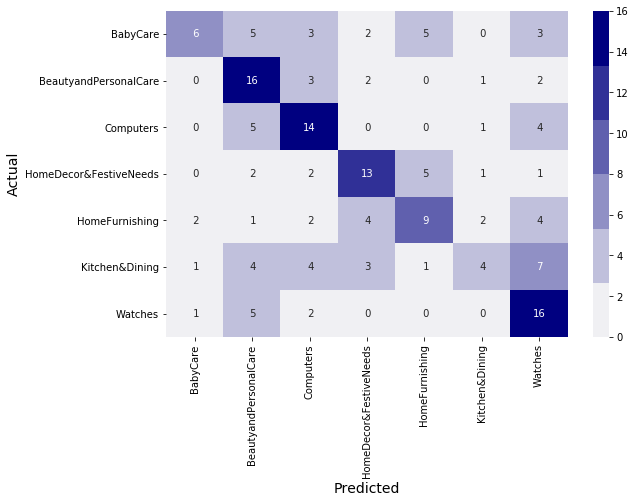 Actual
BabyCare 6 5 3 2 5 0 3
BeautyandPersonalCare 0 16 3 2 0 1 2
Computers 0 5 14 0 0 1 4
HomeDecor&FestiveNeeds 0 2 2 13 5 1 1
HomeFurnishing 2 1 2 4 9 2 4
Kitchen&Dining 1 4 4 3 1 4 7
Watches 1 5 2 0 0 0 16
BabyCare
BeautyandPersonalCare
Computers
HomeDecor&FestiveNeeds
HomeFurnishing
Kitchen&Dining
Watches
Predicted
16
14
12
10
8
6
4
2
0